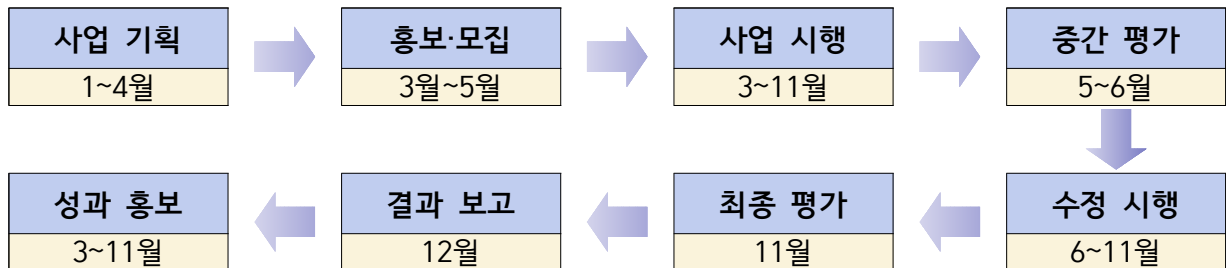 사업 기획
1~4월
홍보·모집
3월~5월
사업 시행
3~11월
중간 평가
5~6월
수정 시행
6~11월
최종 평가
11월
결과 보고
12월
성과 홍보
3~11월